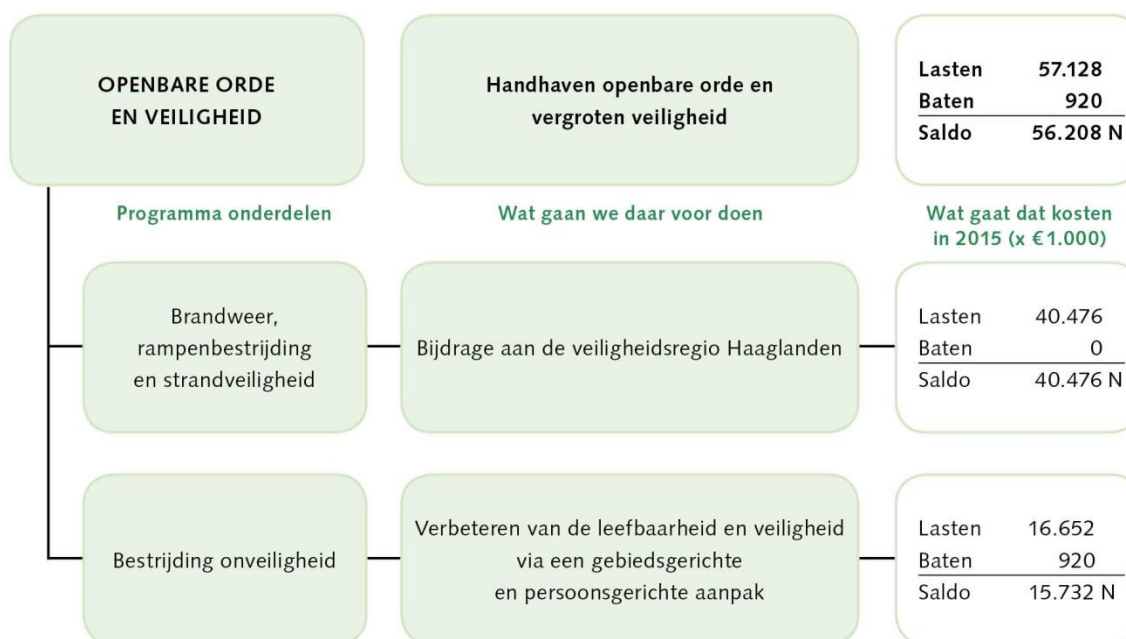 OPENBARE ORDE
EN VEILIGHEID
Handhaven openbare orde en
vergroten veiligheid
Lasten 57.128
Baten 920
Saldo 56.208 N
Programma onderdelen
Wat gaan we daar voor doen
Wat gaat dat kosten
in 2015 (x €1.000)
Brandweer,
rampenbestrijding
en strandveiligheid
Bijdrage aan de veiligheidsregio Haaglanden
Lasten 40.476
Baten 0
Saldo 40.476 N
Bestrijding onveiligheid
Verbeteren van de leefbaarheid en veiligheid
via een gebiedsgerichte
en persoonsgerichte aanpak
Lasten 16.652
Baten 920
Saldo 15.732 N